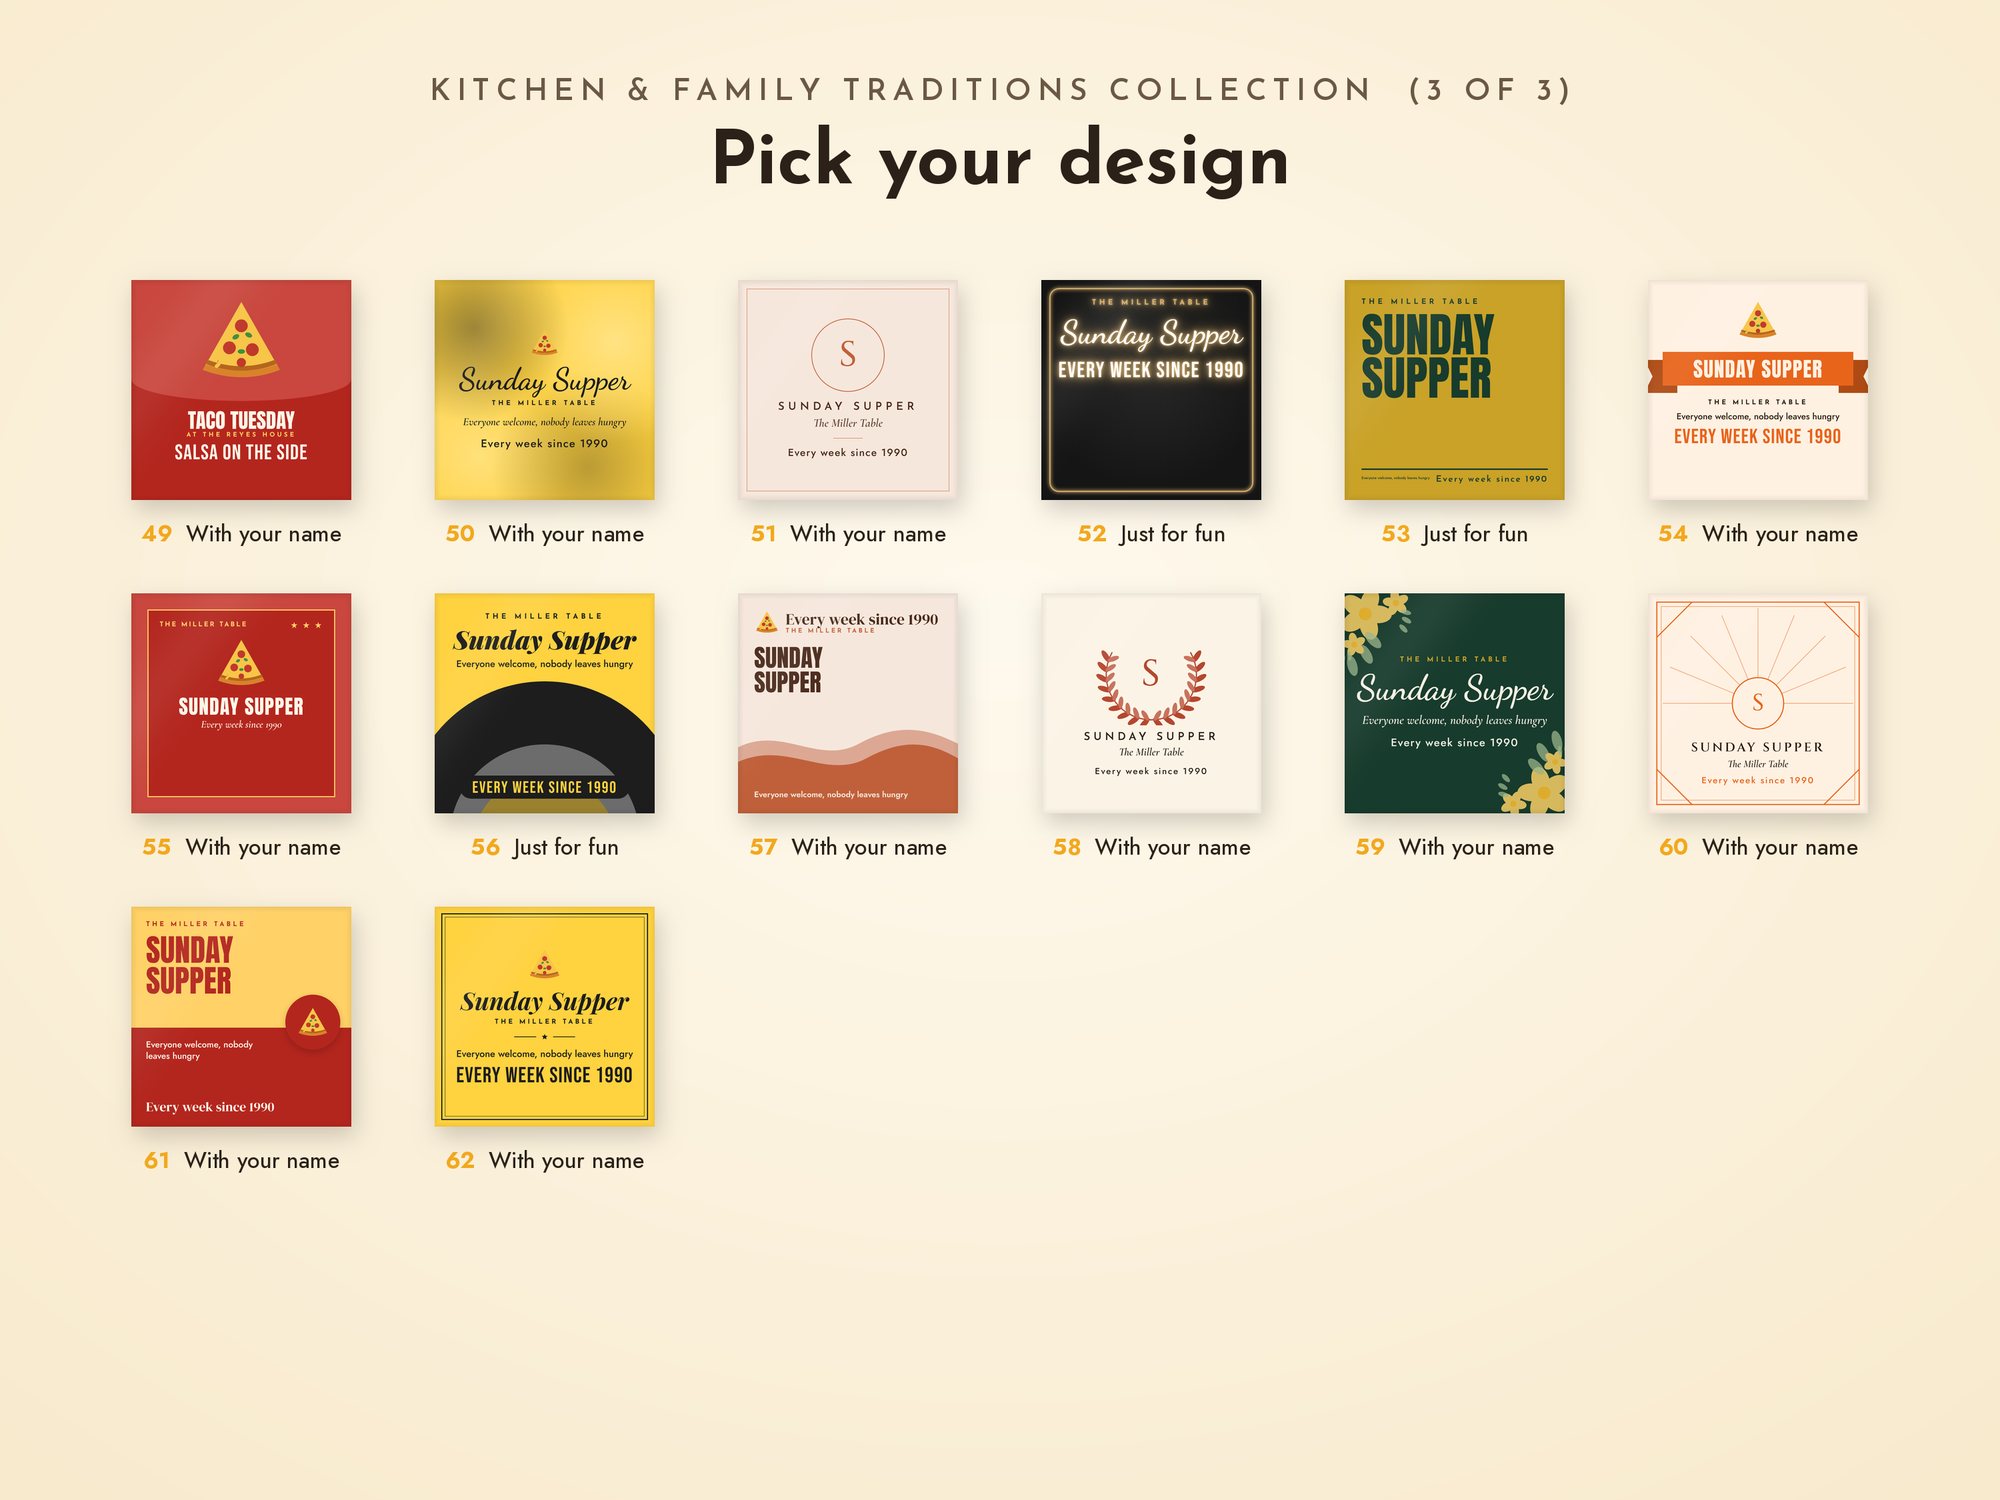 KITCHEN & FAMILY TRADITIONS COLLECTION (3 OF 3)
Pick your design
TACO TUESDAY
AT THE REYES HOUSE
SALSA ON THE SIDE
49 With your name
Sunday Supper
THE MILLER TABLE
Everyone welcome, nobody leaves hungry
Every week since 1990
50 With your name
S
SUNDAY SUPPER
The Miller Table
Every week since 1990
51 With your name
THE MILLER TABLE
Sunday Supper
EVERY WEEK SINCE 1990
52 Just for fun
THE MILLER TABLE
SUNDAY
SUPPER
Everyone welcome, nobody leaves hungry Every week since 1990
53 Just for fun
SUNDAY SUPPER
THE MILLER TABLE
Everyone welcome, nobody leaves hungry
EVERY WEEK SINCE 1990
54 With your name
THE MILLER TABLE
SUNDAY SUPPER
Every week since 1990
55 With your name
THE MILLER TABLE
Sunday Supper
Everyone welcome, nobody leaves hungry
EVERY WEEK SINCE 1990
56 Just for fun
Every week since 1990
THE MILLER TABLE
SUNDAY
SUPPER
Everyone welcome, nobody leaves hungry
57 With your name
S
SUNDAY SUPPER
The Miller Table
Every week since 1990
58 With your name
THE MILLER TABLE
Sunday Supper
Everyone welcome, nobody leaves hungry
Every week since 1990
59 With your name
S
SUNDAY SUPPER
The Miller Table
Every week since 1990
60 With your name
THE MILLER TABLE
SUNDAY
SUPPER
Everyone welcome, nobody
leaves hungry
Every week since 1990
61 With your name
Sunday Supper
THE MILLER TABLE
Everyone welcome, nobody leaves hungry
EVERY WEEK SINCE 1990
62 With your name